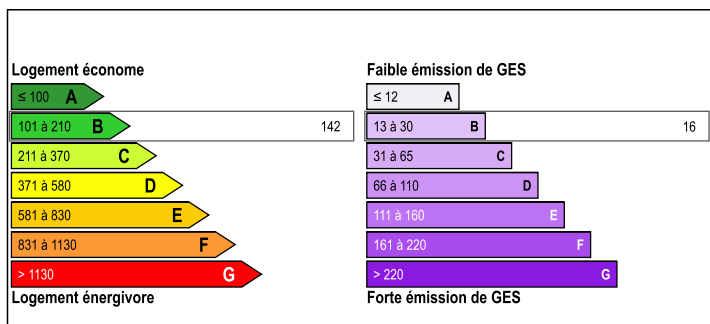 Logement économe
≤ 100 A
101 à 210 B 142
211 à 370 C
371 à 580 D
581 à 830 E
831 à 1130 F
> 1130 G
Logement énergivore
Faible émission de GES
≤ 12 A
13 à 30 B 16
31 à 65 C
66 à 110 D
111 à 160 E
161 à 220 F
> 220 G
Forte émission de GES